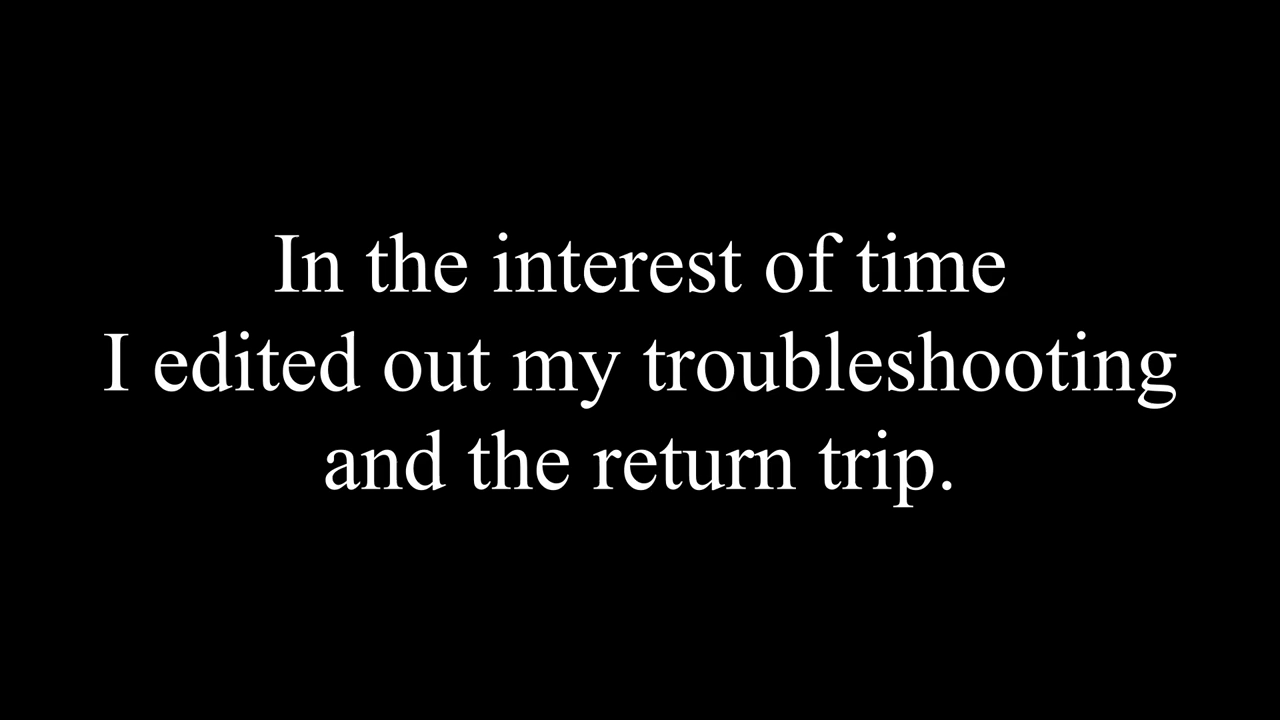 In the interest of time
I edited out my troubleshooting
and the return trip.